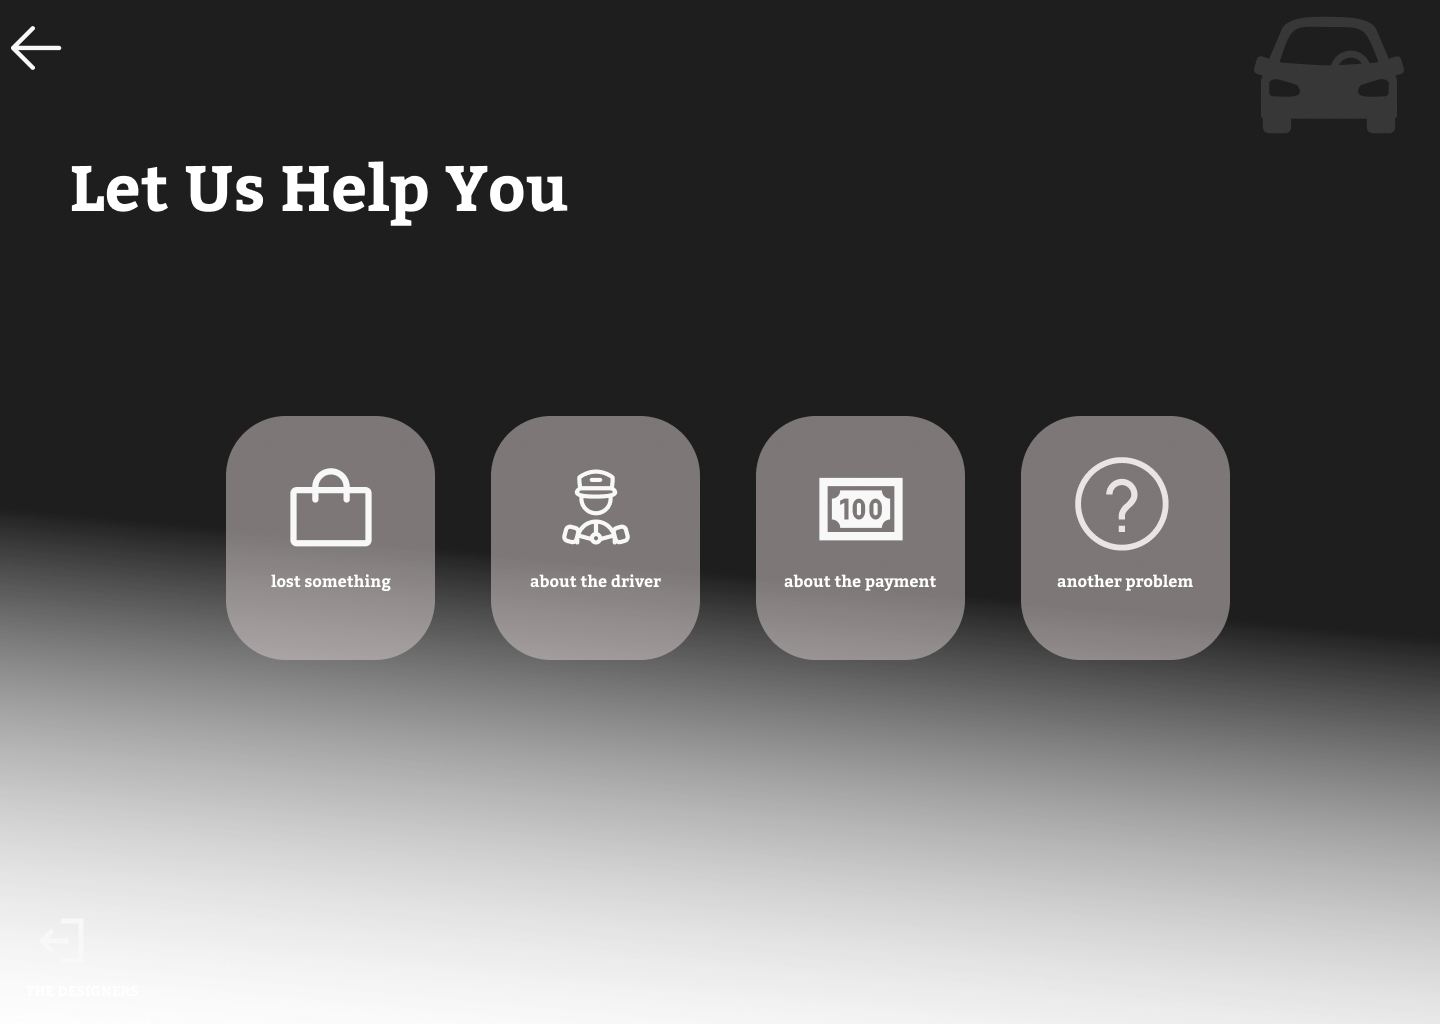 Let Us Help You
100
lost something
about the driver
about the payment
another problem
THE DESIGNERS